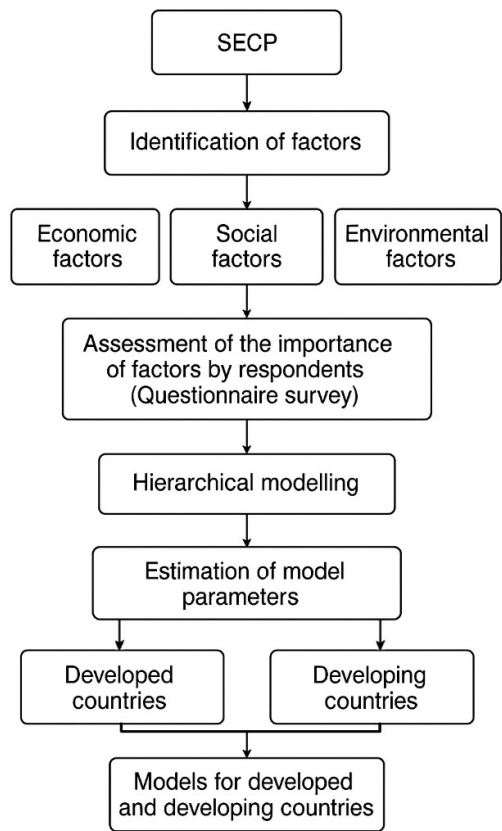 SECP
Identification of factors
Economic
factors
Social
factors
Environmental
factors
Assessment of the importance
of factors by respondents
(Questionnaire survey)
Hierarchical modelling
Estimation of model
parameters
Developed
countries
Developing
countries
Models for developed
and developing countries